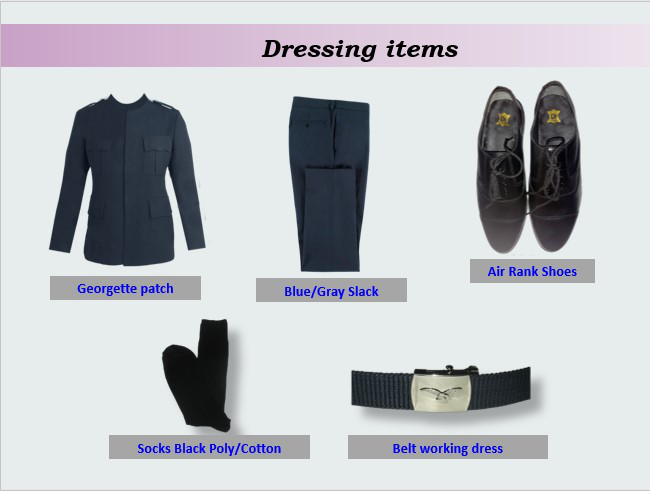 Dressing items
Georgette patch
Blue/Gray Slack
Air Rank Shoes
Socks Black Poly/Cotton
Belt working dress